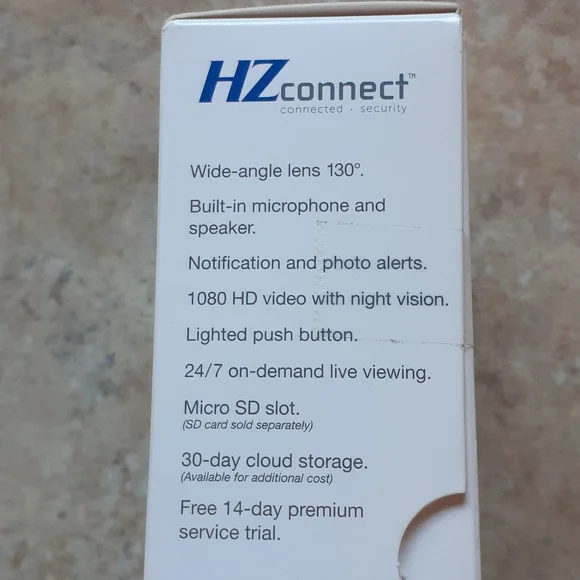 HZconnect™
connected · security
Wide-angle lens 130°.
Built-in microphone and
speaker.
Notification and photo alerts.
1080 HD video with night vision.
Lighted push button.
24/7 on-demand live viewing.
Micro SD slot.
(SD card sold separately)
30-day cloud storage.
(Available for additional cost)
Free 14-day premium
service trial.